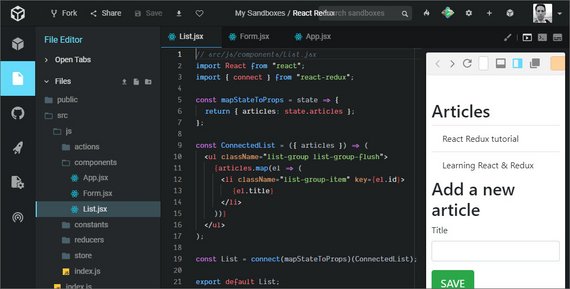 Fork
Share
Save
My Sandboxes / React Redux
Search sandboxes
File Editor
Open Tabs
Files
public
src
js
actions
components
App.jsx
Form.jsx
List.jsx
constants
reducers
store
index.js
index.js
List.jsx
Form.jsx
App.jsx
1 // src/js/components/List.jsx
2 import React from "react";
3 import { connect } from "react-redux";
4
5 const mapStateToProps = state => {
6 return { articles: state.articles };
7 };
8
9 const ConnectedList = ({ articles }) => (
10 <ul className="list-group list-group-flush">
11 {articles.map(el => (
12 <li className="list-group-item" key={el.id}>
13 {el.title}
14 </li>
15 ))}
16 </ul>
17 );
18
19 const List = connect(mapStateToProps)(ConnectedList);
20
21 export default List;
Articles
React Redux tutorial
Learning React & Redux
Add a new
article
Title
SAVE